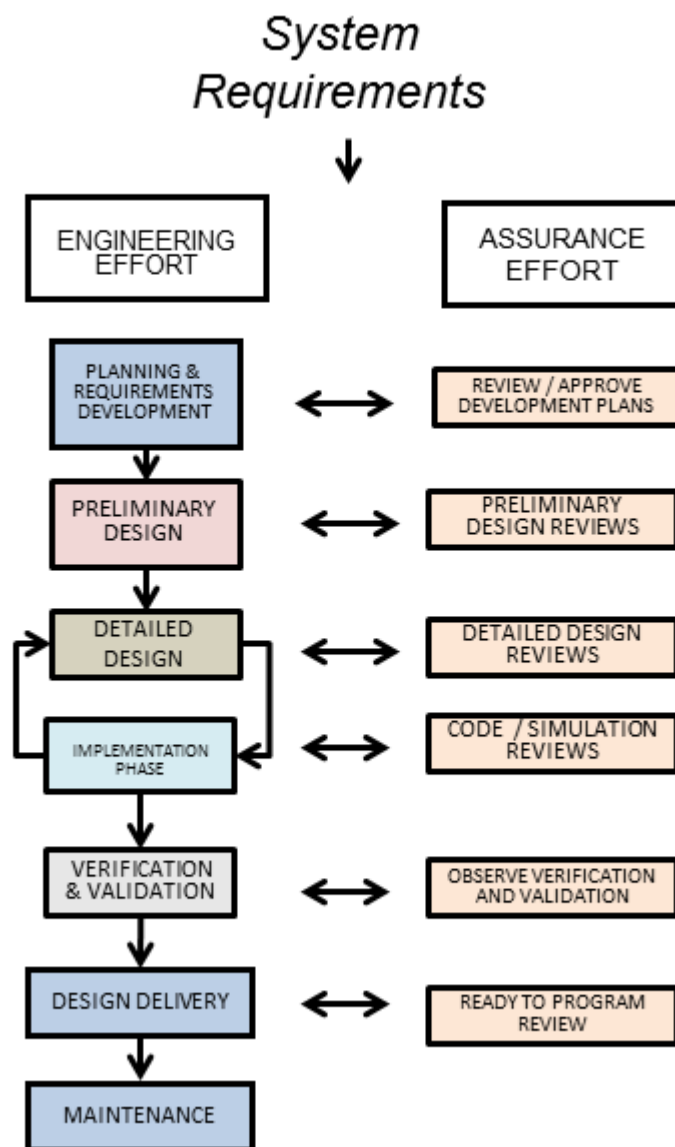 System
Requirements
ENGINEERING
EFFORT
ASSURANCE
EFFORT
PLANNING &
REQUIREMENTS
DEVELOPMENT
REVIEW / APPROVE
DEVELOPMENT PLANS
PRELIMINARY
DESIGN
PRELIMINARY
DESIGN REVIEWS
DETAILED
DESIGN
DETAILED DESIGN
REVIEWS
IMPLEMENTATION
PHASE
CODE / SIMULATION
REVIEWS
VERIFICATION
& VALIDATION
OBSERVE VERIFICATION
AND VALIDATION
DESIGN DELIVERY
READY TO PROGRAM
REVIEW
MAINTENANCE